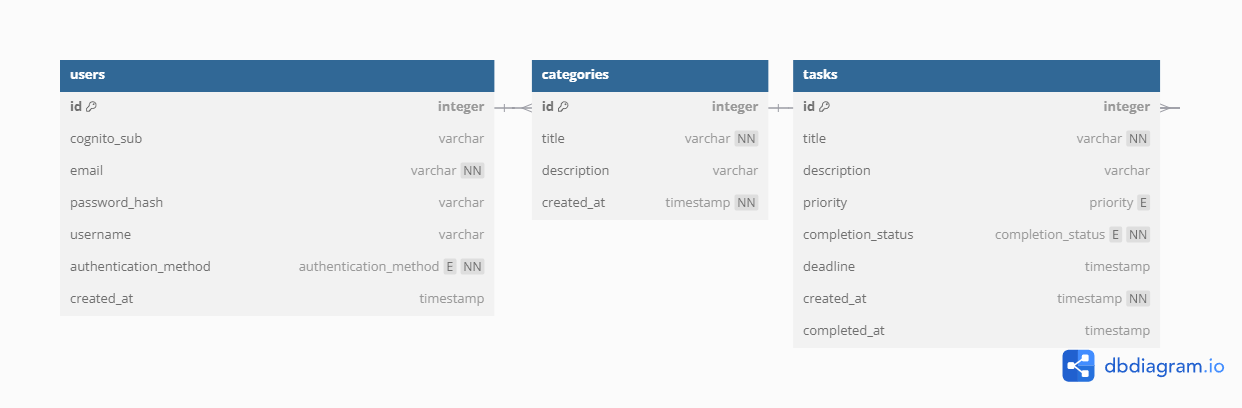 users
id integer
cognito_sub varchar
email varchar NN
password_hash varchar
username varchar
authentication_method authentication_method E NN
created_at timestamp
categories
id integer
title varchar NN
description varchar
created_at timestamp NN
tasks
id integer
title varchar NN
description varchar
priority priority E
completion_status completion_status E NN
deadline timestamp
created_at timestamp NN
completed_at timestamp
dbdiagram.io